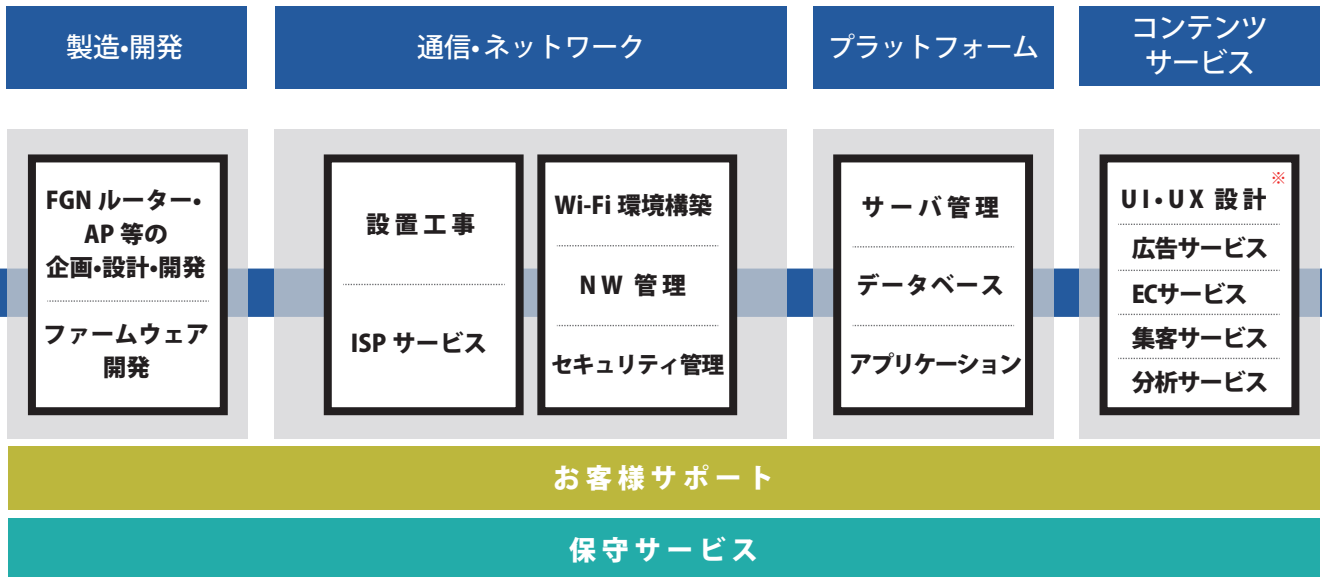 製造・開発
通信・ネットワーク
プラットフォーム
コンテンツ
サービス
FGN ルーター・
AP 等の
企画・設計・開発
ファームウェア
開発
設置工事
ISP サービス
Wi-Fi 環境構築
NW 管理
セキュリティ管理
サーバ管理
データベース
アプリケーション
UI・UX 設計※
広告サービス
ECサービス
集客サービス
分析サービス
お客様サポート
保守サービス